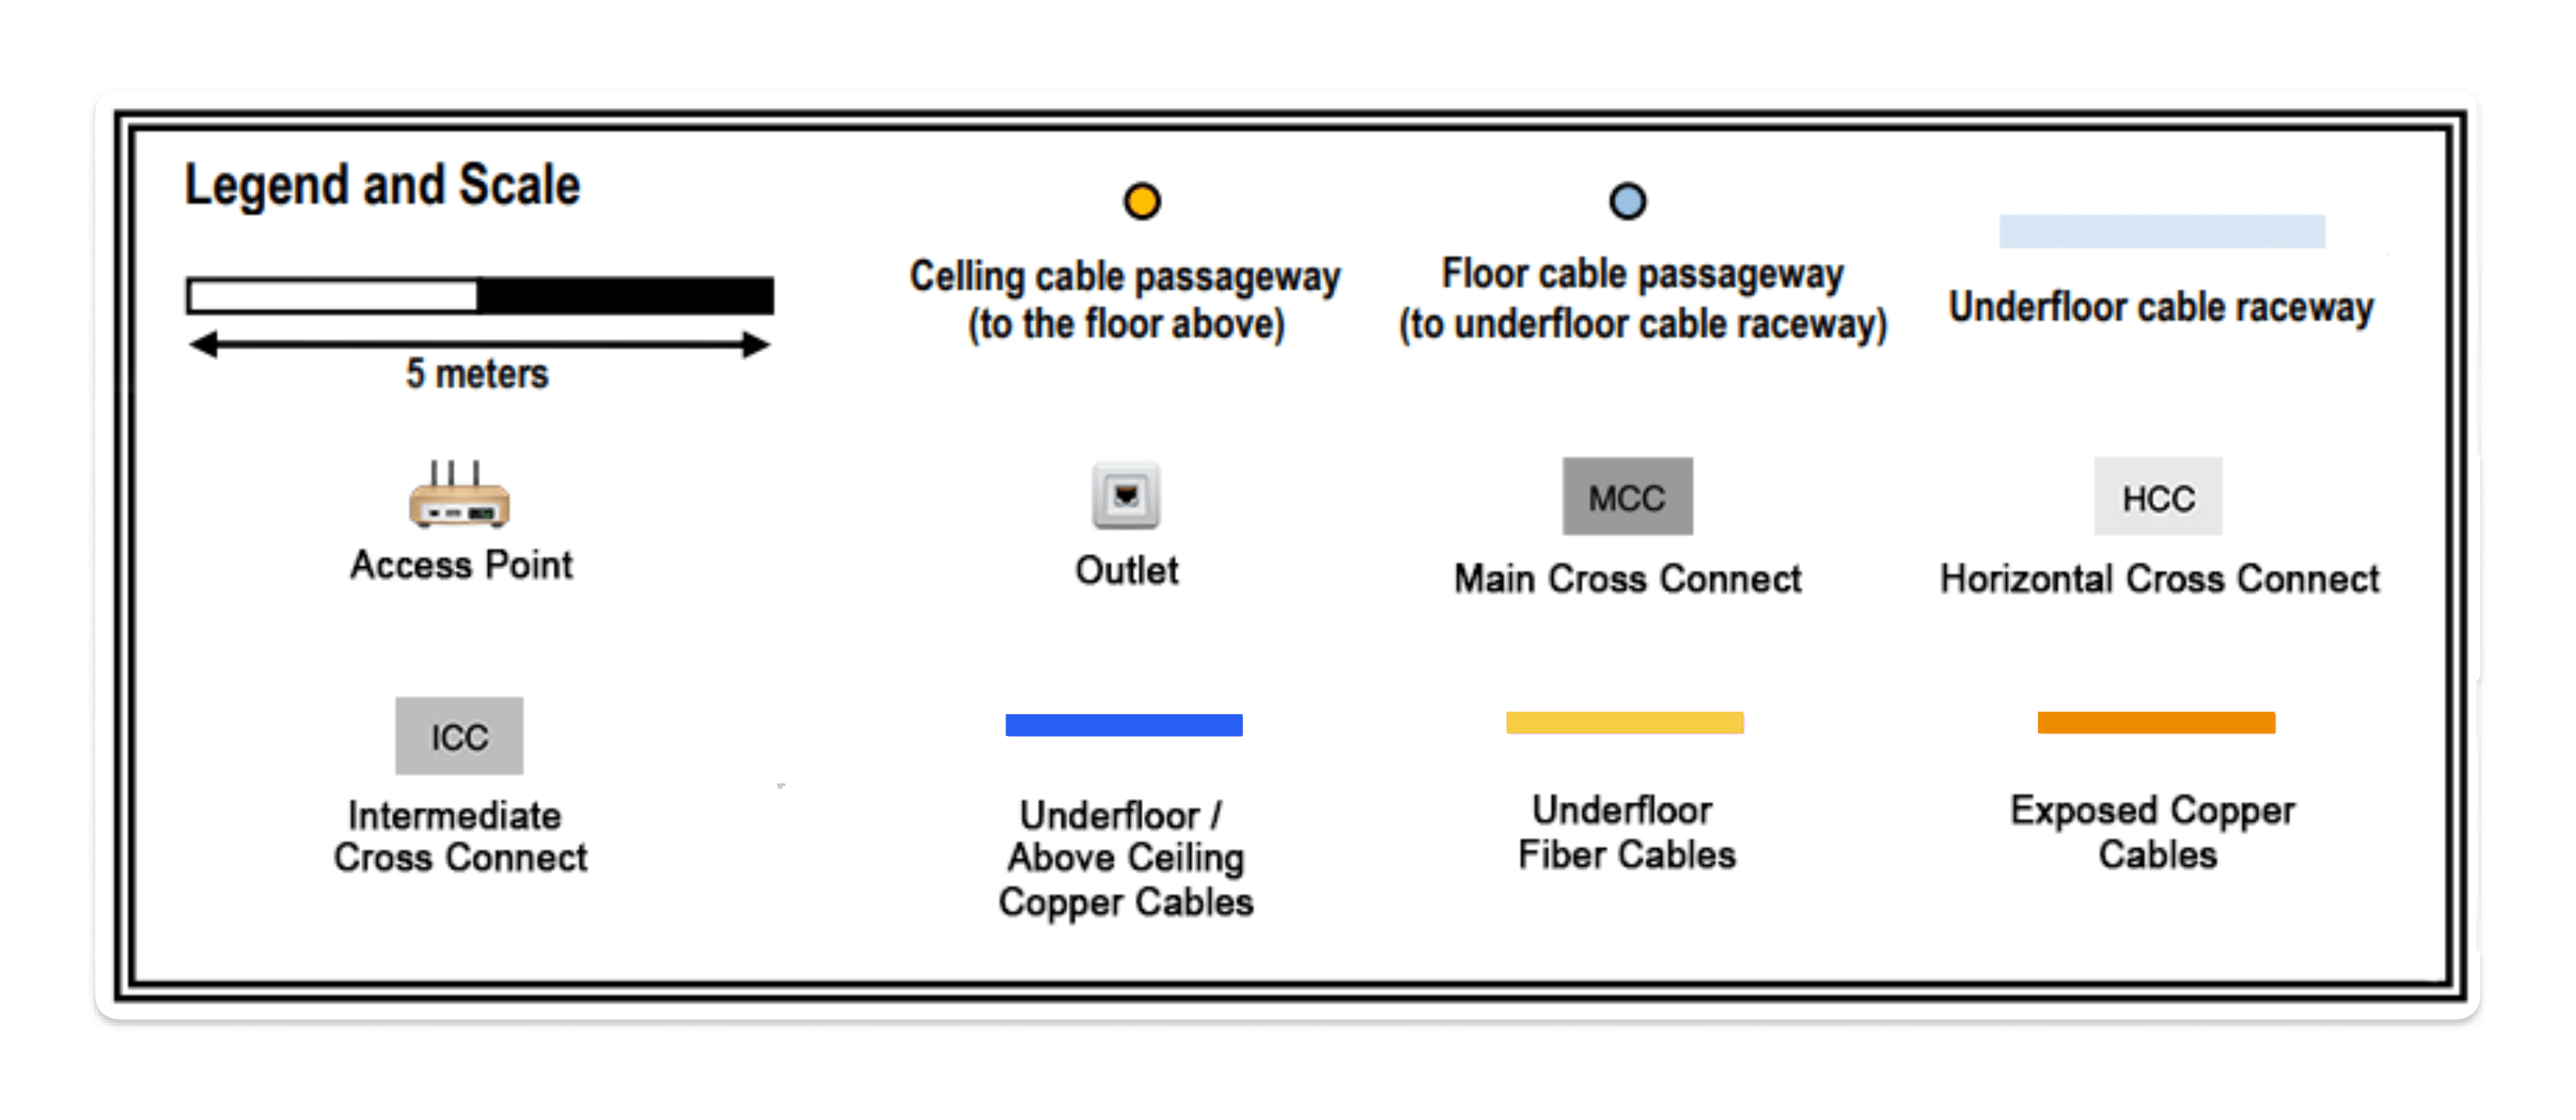 Legend and Scale
5 meters
Celling cable passageway
(to the floor above)
Floor cable passageway
(to underfloor cable raceway)
Underfloor cable raceway
Access Point
Outlet
MCC
Main Cross Connect
HCC
Horizontal Cross Connect
ICC
Intermediate
Cross Connect
Underfloor /
Above Ceiling
Copper Cables
Underfloor
Fiber Cables
Exposed Copper
Cables